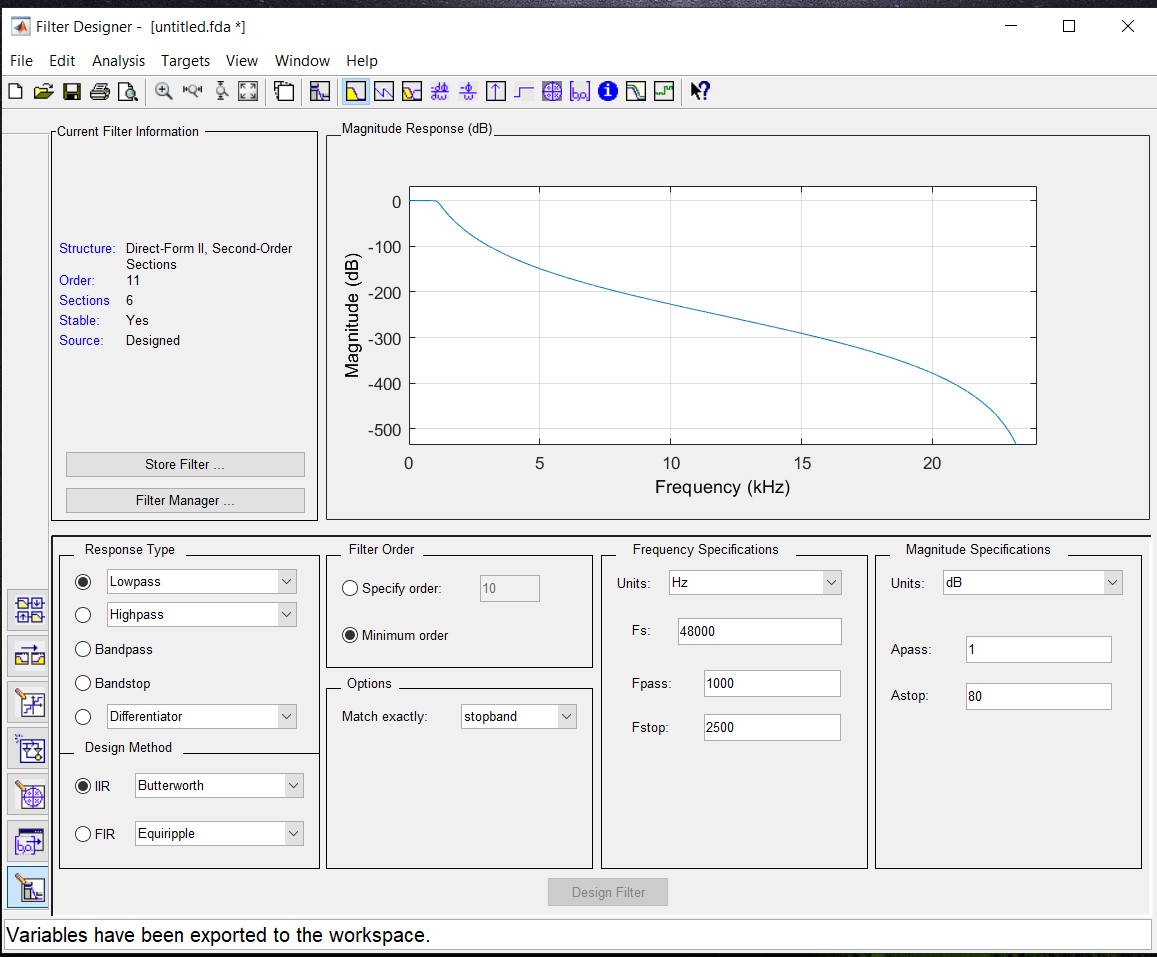 Filter Designer -  [untitled.fda *]
File Edit Analysis Targets View Window Help
Current Filter Information
Structure: Direct-Form II, Second-Order
Sections
Order: 11
Sections 6
Stable: Yes
Source: Designed
Store Filter ...
Filter Manager ...
Magnitude Response (dB)
0
-100
-200
-300
-400
-500
Magnitude (dB)
0 5 10 15 20
Frequency (kHz)
Response Type
Lowpass
Highpass
Bandpass
Bandstop
Differentiator
Design Method
IIR Butterworth
FIR Equiripple
Filter Order
Specify order: 10
Minimum order
Options
Match exactly: stopband
Frequency Specifications
Units: Hz
Fs: 48000
Fpass: 1000
Fstop: 2500
Magnitude Specifications
Units: dB
Apass: 1
Astop: 80
Design Filter
Variables have been exported to the workspace.